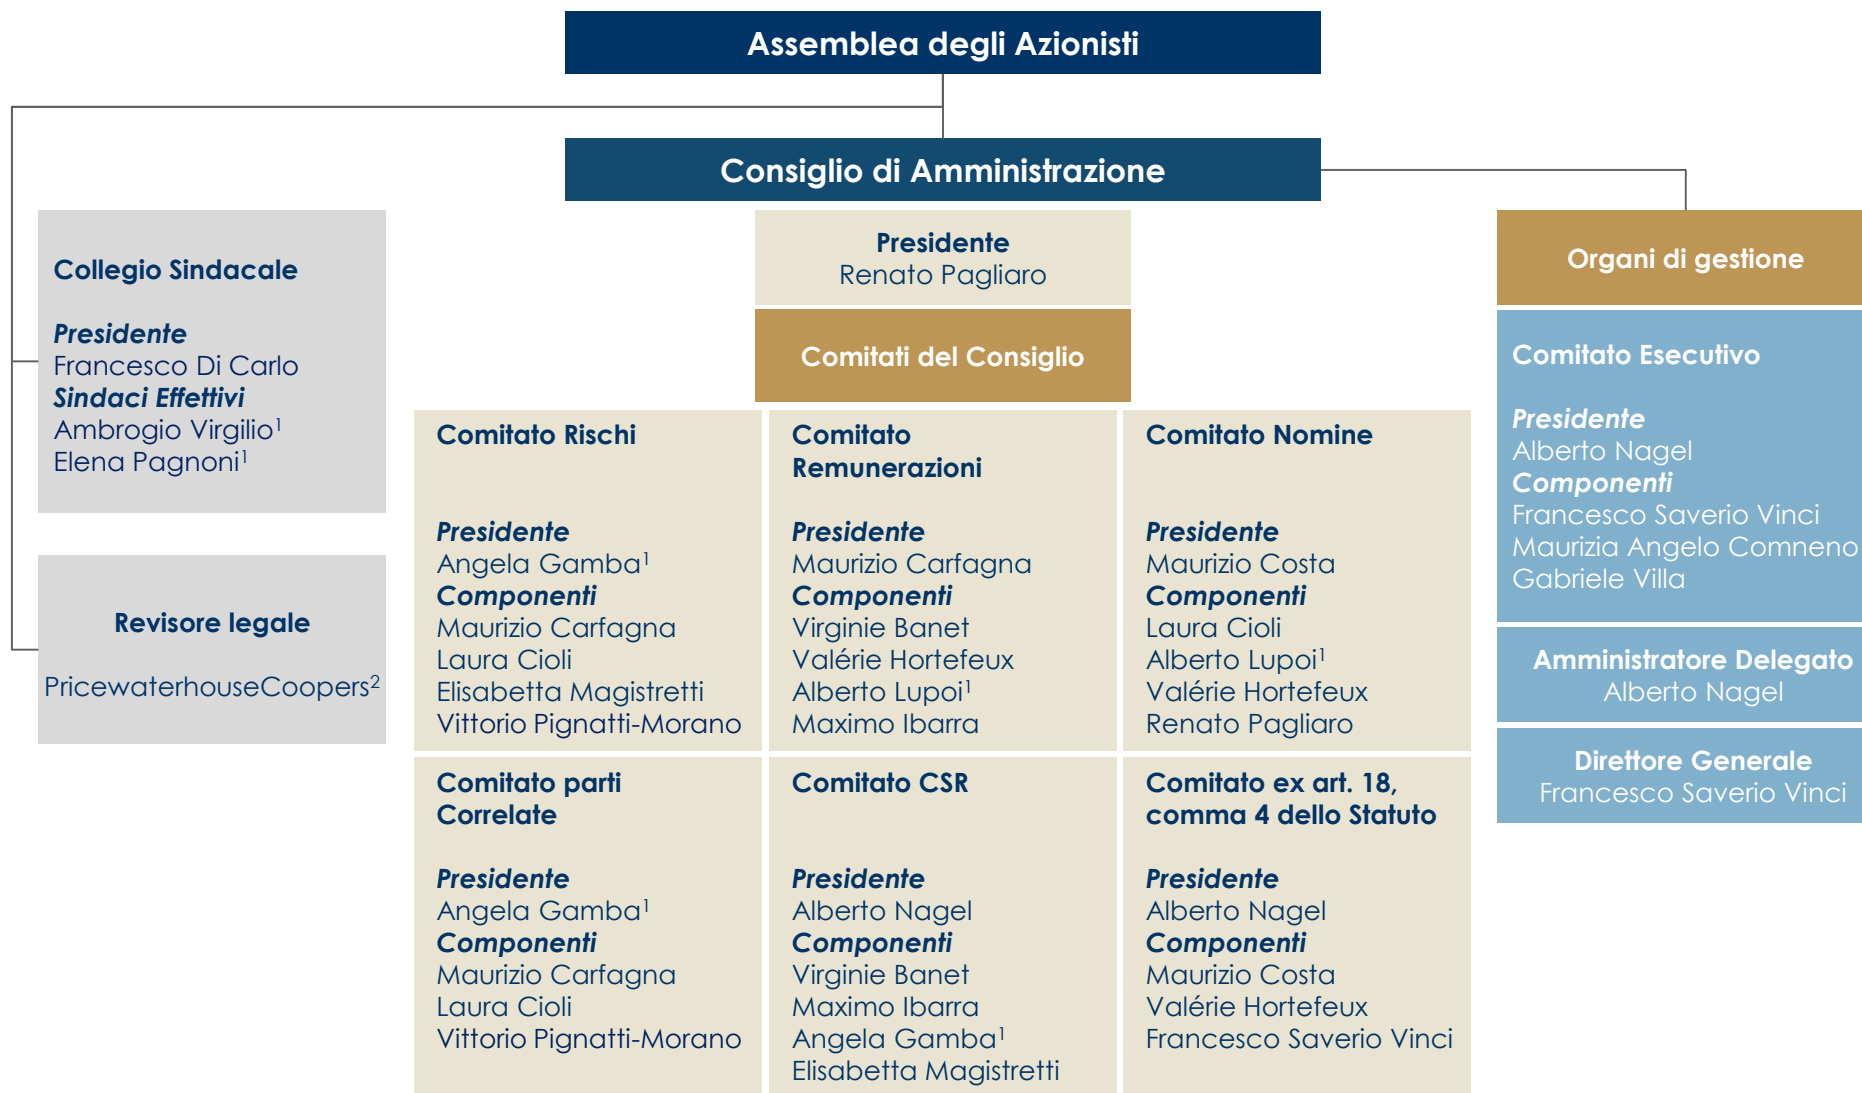 Assemblea degli Azionisti
Consiglio di Amministrazione
Collegio Sindacale
Presidente
Francesco Di Carlo
Sindaci Effettivi
Ambrogio Virgilio¹
Elena Pagnoni¹
Revisore legale
PricewaterhouseCoopers²
Presidente
Renato Pagliaro
Comitati del Consiglio
Comitato Rischi
Presidente
Angela Gamba¹
Componenti
Maurizio Carfagna
Laura Cioli
Elisabetta Magistretti
Vittorio Pignatti-Morano
Comitato
Remunerazioni
Presidente
Maurizio Carfagna
Componenti
Virginie Banet
Valérie Hortefeux
Alberto Lupoi¹
Maximo Ibarra
Comitato Nomine
Presidente
Maurizio Costa
Componenti
Laura Cioli
Alberto Lupoi¹
Valérie Hortefeux
Renato Pagliaro
Comitato parti
Correlate
Presidente
Angela Gamba¹
Componenti
Maurizio Carfagna
Laura Cioli
Vittorio Pignatti-Morano
Comitato CSR
Presidente
Alberto Nagel
Componenti
Virginie Banet
Maximo Ibarra
Angela Gamba¹
Elisabetta Magistretti
Comitato ex art. 18,
comma 4 dello Statuto
Presidente
Alberto Nagel
Componenti
Maurizio Costa
Valérie Hortefeux
Francesco Saverio Vinci
Organi di gestione
Comitato Esecutivo
Presidente
Alberto Nagel
Componenti
Francesco Saverio Vinci
Maurizia Angelo Comneno
Gabriele Villa
Amministratore Delegato
Alberto Nagel
Direttore Generale
Francesco Saverio Vinci